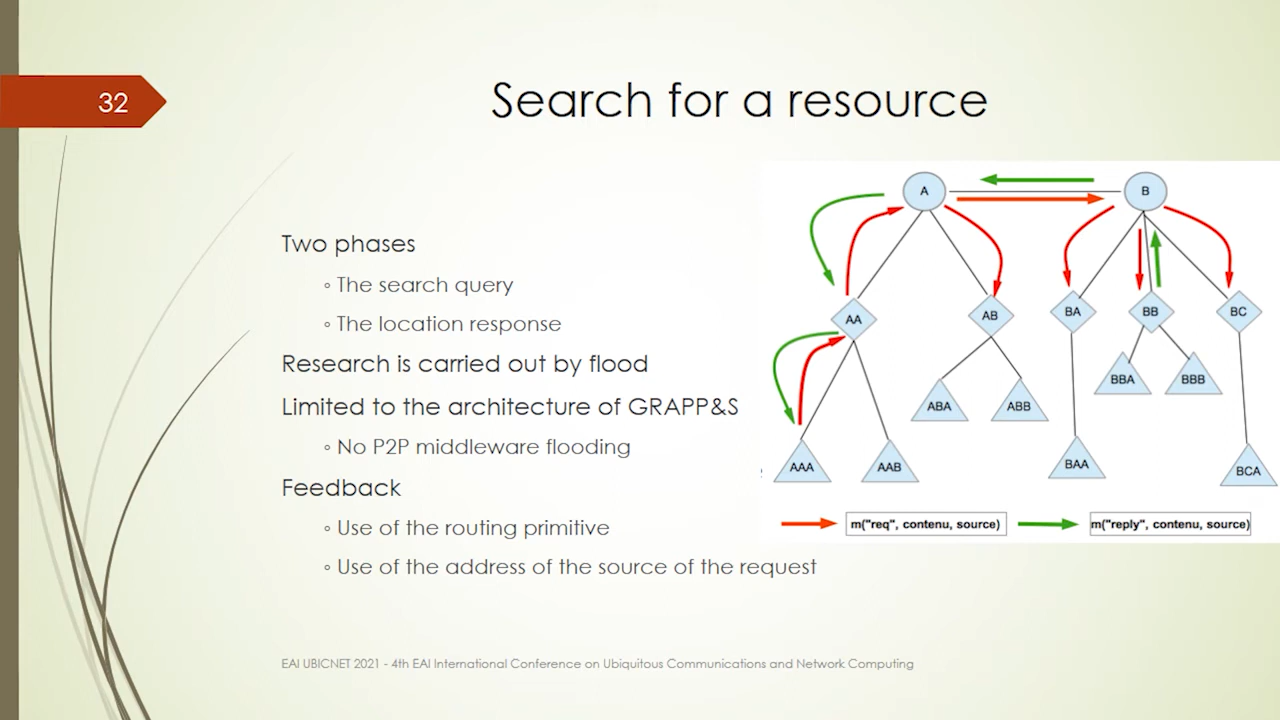 32
Search for a resource
Two phases
◦ The search query
◦ The location response
Research is carried out by flood
Limited to the architecture of GRAPP&S
◦ No P2P middleware flooding
Feedback
◦ Use of the routing primitive
◦ Use of the address of the source of the request
A
B
AA
AB
BA
BB
BC
BBA
BBB
ABA
ABB
AAA
AAB
BAA
BCA
m("req", contenu, source)
m("reply", contenu, source)
EAI UBICNET 2021 - 4th EAI International Conference on Ubiquitous Communications and Network Computing